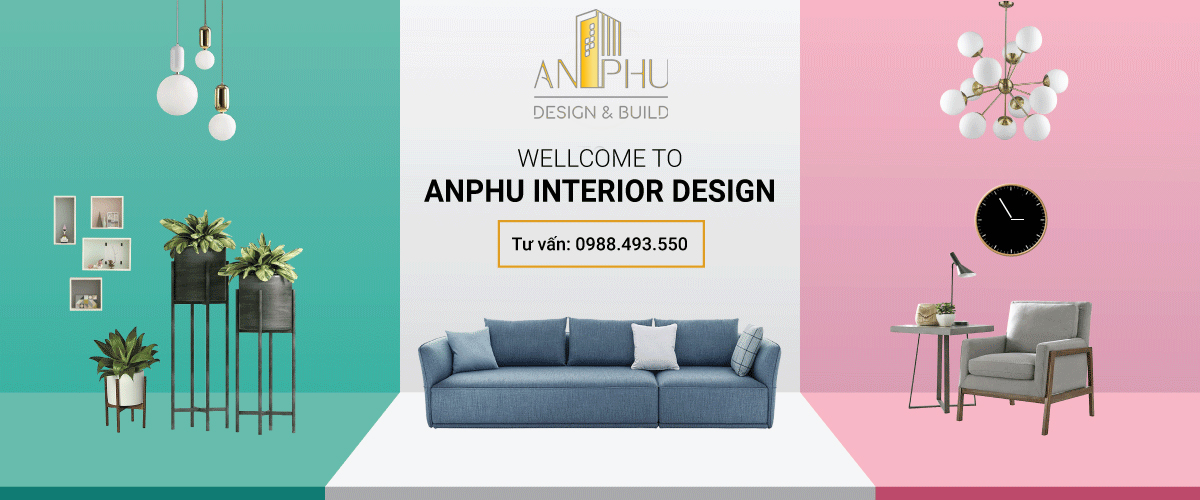 ANPHU
DESIGN & BUILD
WELLCOME TO
ANPHU INTERIOR DESIGN
Tư vấn: 0988.493.550